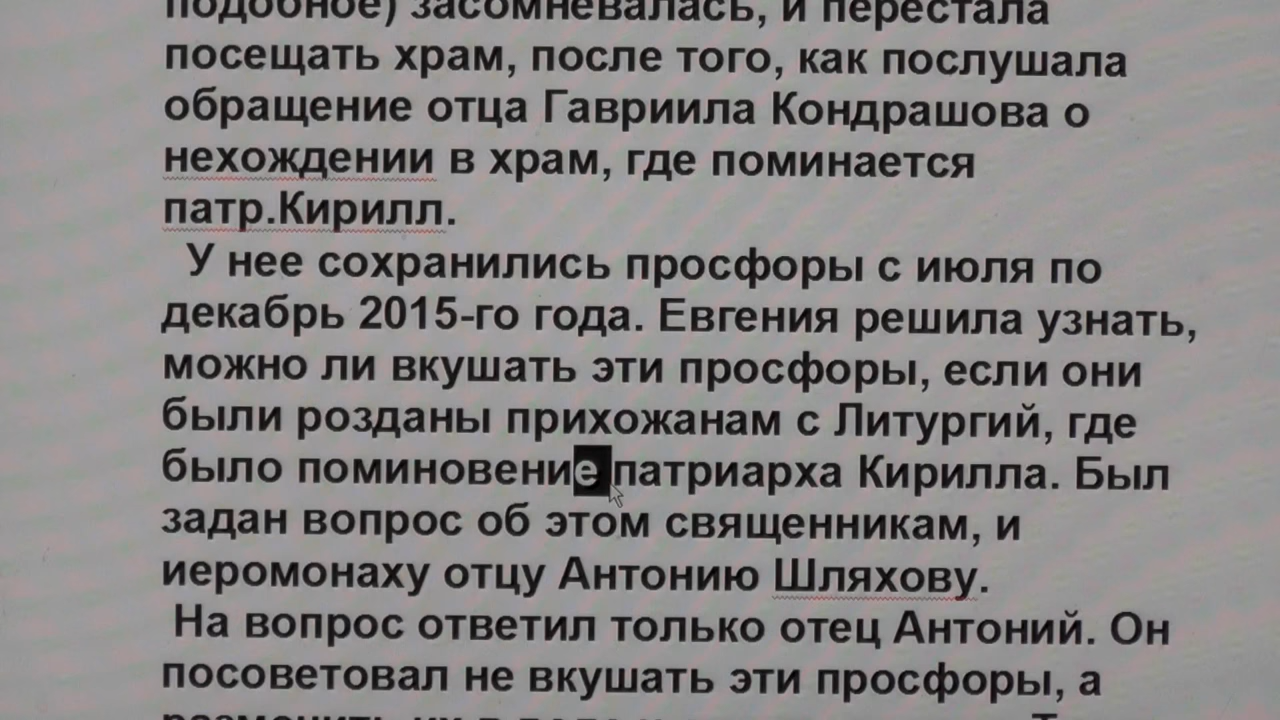 подобное) засомневалась, и перестала
посещать храм, после того, как послушала
обращение отца Гавриила Кондрашова о
нехождении в храм, где поминается
патр.Кирилл.
У нее сохранились просфоры с июля по
декабрь 2015-го года. Евгения решила узнать,
можно ли вкушать эти просфоры, если они
были розданы прихожанам с Литургий, где
было поминовение патриарха Кирилла. Был
задан вопрос об этом священникам, и
иеромонаху отцу Антонию Шляхову.
На вопрос ответил только отец Антоний. Он
посоветовал не вкушать эти просфоры, а